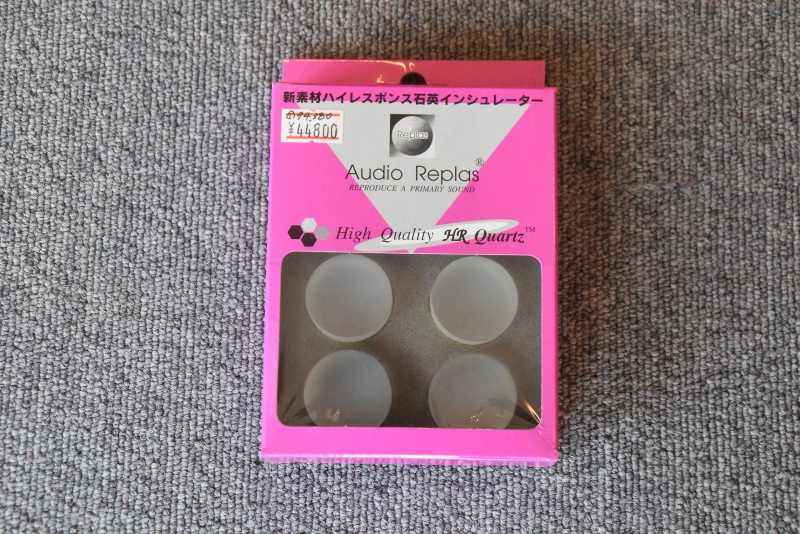 新素材ハイレスポンス石英インシュレーター
¥44800
Replas
Audio Replas®
REPRODUCE A PRIMARY SOUND
High Quality HR Quartz™